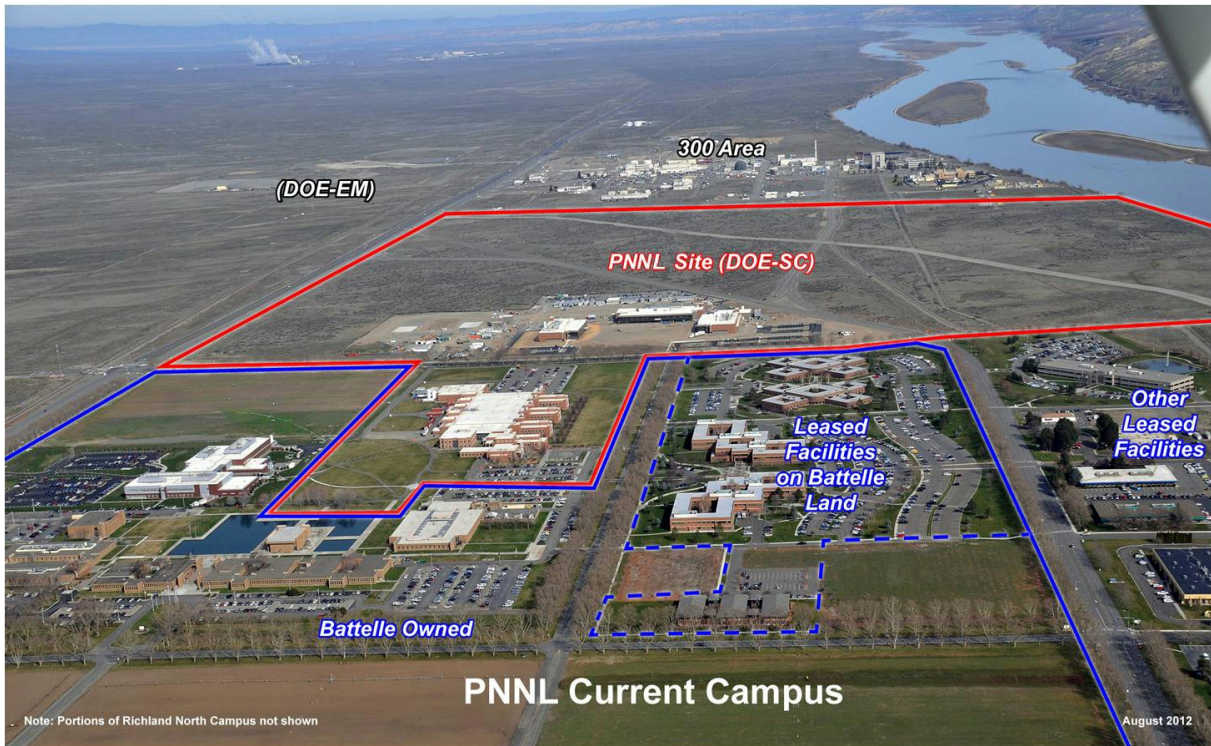 300 Area
(DOE-EM)
PNNL Site (DOE-SC)
Leased
Facilities
on Battelle
Land
Other
Leased
Facilities
Battelle Owned
PNNL Current Campus
Note: Portions of Richland North Campus not shown
August 2012